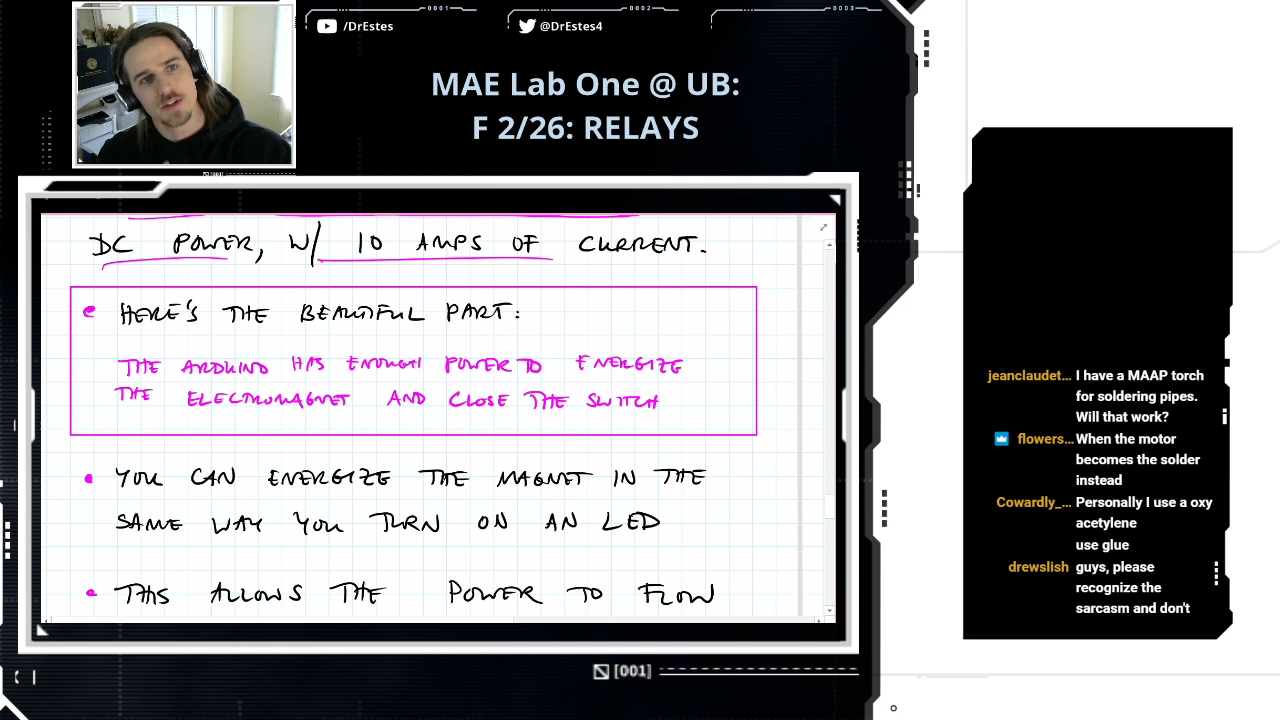 0001
0002
0003
/DrEstes
@DrEstes4
MAE Lab One @ UB:
F 2/26: RELAYS
[001]
DC POWER, W/ 10 AMPS OF CURRENT.
HERE'S THE BEAUTIFUL PART:
THE ARDUINO HAS ENOUGH POWER TO ENERGIZE
THE ELECTROMAGNET AND CLOSE THE SWITCH
YOU CAN ENERGIZE THE MAGNET IN THE
SAME WAY YOU TURN ON AN LED
THIS ALLOWS THE POWER TO FLOW
[001]
jeanclaudet… I have a MAAP torch
for soldering pipes.
Will that work?
flowers… When the motor
becomes the solder
instead
Cowardly_… Personally I use a oxy
acetylene
use glue
drewslish guys, please
recognize the
sarcasm and don't